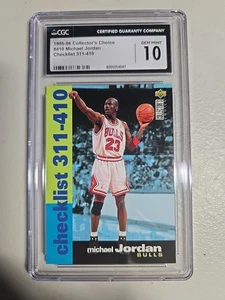 CGC
CERTIFIED GUARANTY COMPANY
1995-96 Collector's Choice
#410 Michael Jordan
Checklist 311-410
GEM MINT
10
checklist 311-410
BULLS
23
michael Jordan
BULLS